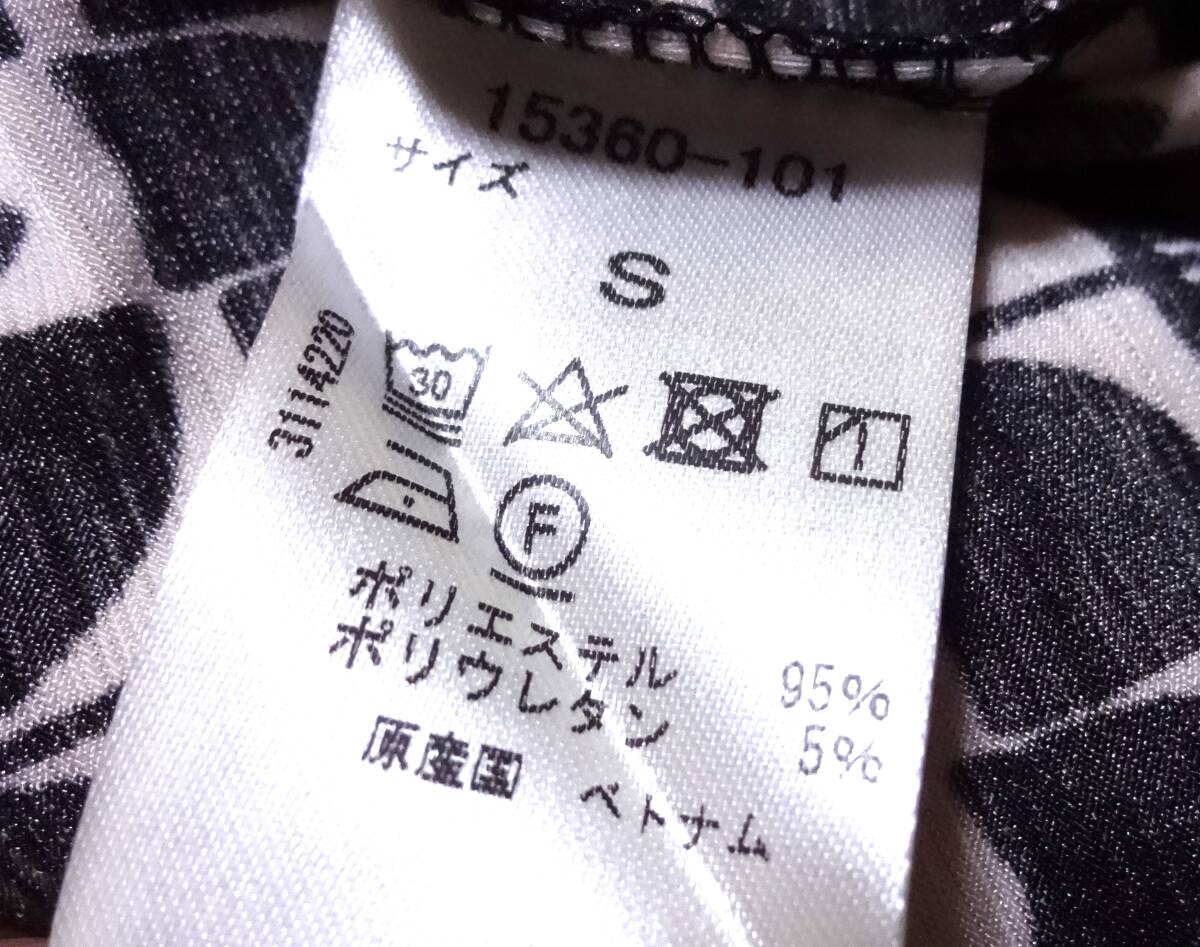 15360-101
サイズ
S
3114220
30
F
ポリエステル 95%
ポリウレタン 5%
原産国 ベトナム